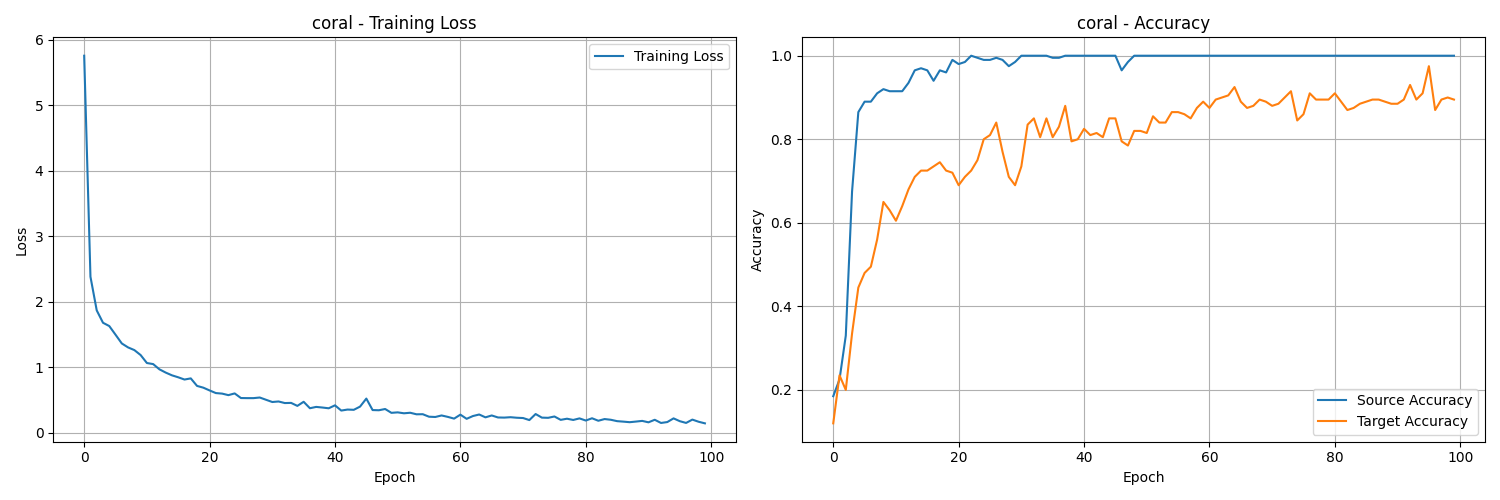 coral - Training Loss
6
5
4
3
2
1
0
Loss
Training Loss
0
20
40
60
80
100
Epoch
coral - Accuracy
1.0
0.8
0.6
0.4
0.2
Accuracy
Source Accuracy
Target Accuracy
0
20
40
60
80
100
Epoch